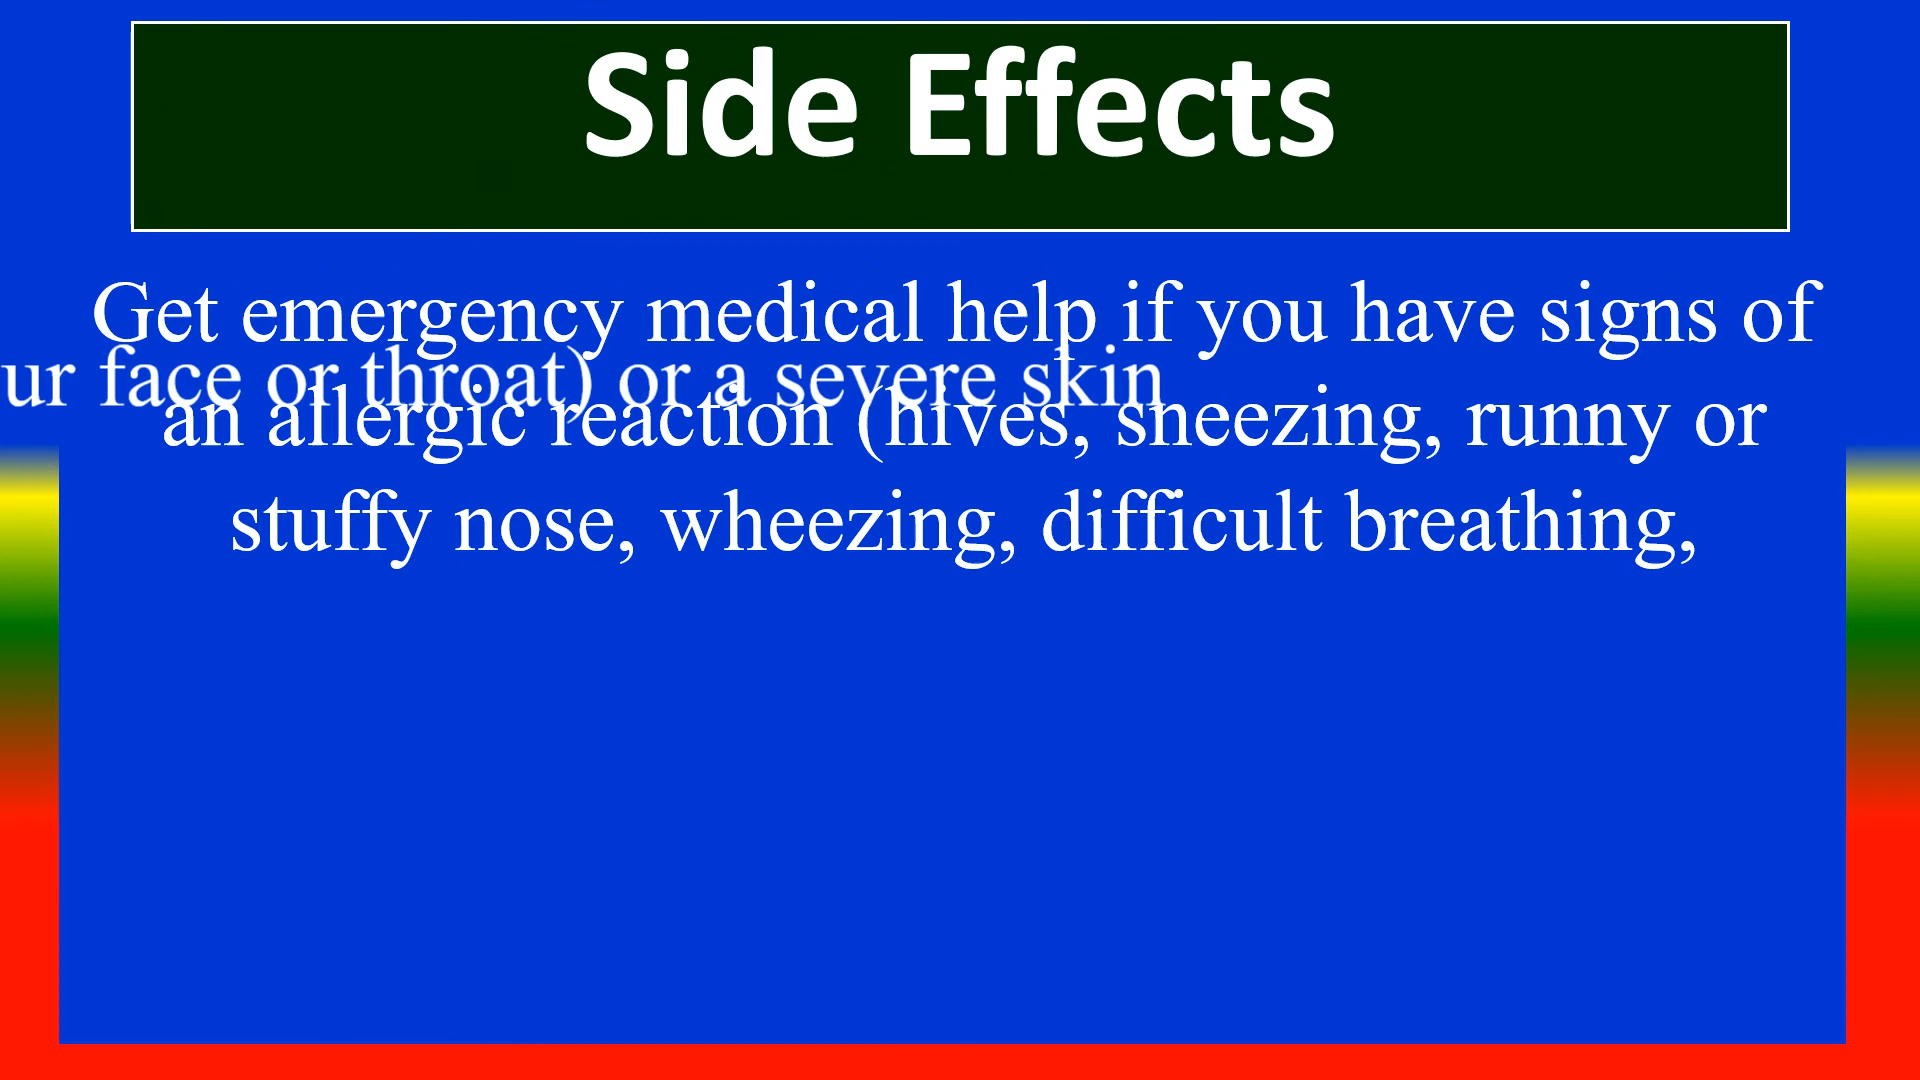 Side Effects
Get emergency medical help if you have signs of
ur face or throat) or a severe skin
an allergic reaction (hives, sneezing, runny or
stuffy nose, wheezing, difficult breathing,